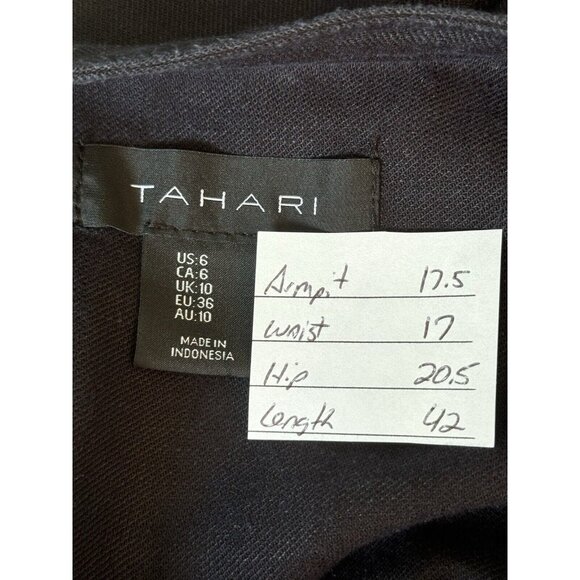 TAHARI
US:6
CA:6
UK:10
EU:36
AU:10
MADE IN
INDONESIA
Armpit 17.5
Waist 17
Hip 20.5
Length 42